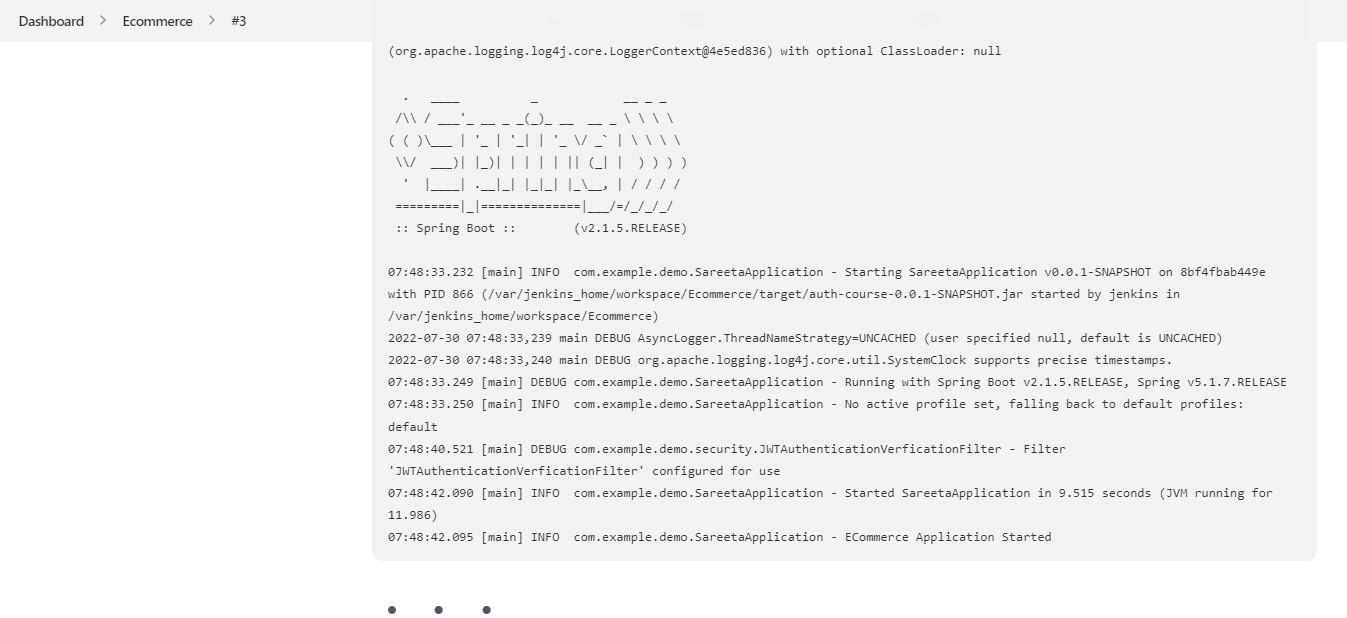 Dashboard > Ecommerce > #3
(org.apache.logging.log4j.core.LoggerContext@4e5ed836) with optional ClassLoader: null
  .   ____          _            __ _ _
 /\\ / ___'_ __ _ _(_)_ __  __ _ \ \ \ \
( ( )\___ | '_ | '_| | '_ \/ _` | \ \ \ \
 \\/  ___)| |_)| | | | | || (_| |  ) ) ) )
  '  |____| .__|_| |_|_| |_\__, | / / / /
 =========|_|==============|___/=/_/_/_/
 :: Spring Boot ::        (v2.1.5.RELEASE)
07:48:33.232 [main] INFO  com.example.demo.SareetaApplication - Starting SareetaApplication v0.0.1-SNAPSHOT on 8bf4fbab449e
with PID 866 (/var/jenkins_home/workspace/Ecommerce/target/auth-course-0.0.1-SNAPSHOT.jar started by jenkins in
/var/jenkins_home/workspace/Ecommerce)
2022-07-30 07:48:33,239 main DEBUG AsyncLogger.ThreadNameStrategy=UNCACHED (user specified null, default is UNCACHED)
2022-07-30 07:48:33,240 main DEBUG org.apache.logging.log4j.core.util.SystemClock supports precise timestamps.
07:48:33.249 [main] DEBUG com.example.demo.SareetaApplication - Running with Spring Boot v2.1.5.RELEASE, Spring v5.1.7.RELEASE
07:48:33.250 [main] INFO  com.example.demo.SareetaApplication - No active profile set, falling back to default profiles:
default
07:48:40.521 [main] DEBUG com.example.demo.security.JWTAuthenticationVerficationFilter - Filter
'JWTAuthenticationVerficationFilter' configured for use
07:48:42.090 [main] INFO  com.example.demo.SareetaApplication - Started SareetaApplication in 9.515 seconds (JVM running for
11.986)
07:48:42.095 [main] INFO  com.example.demo.SareetaApplication - ECommerce Application Started